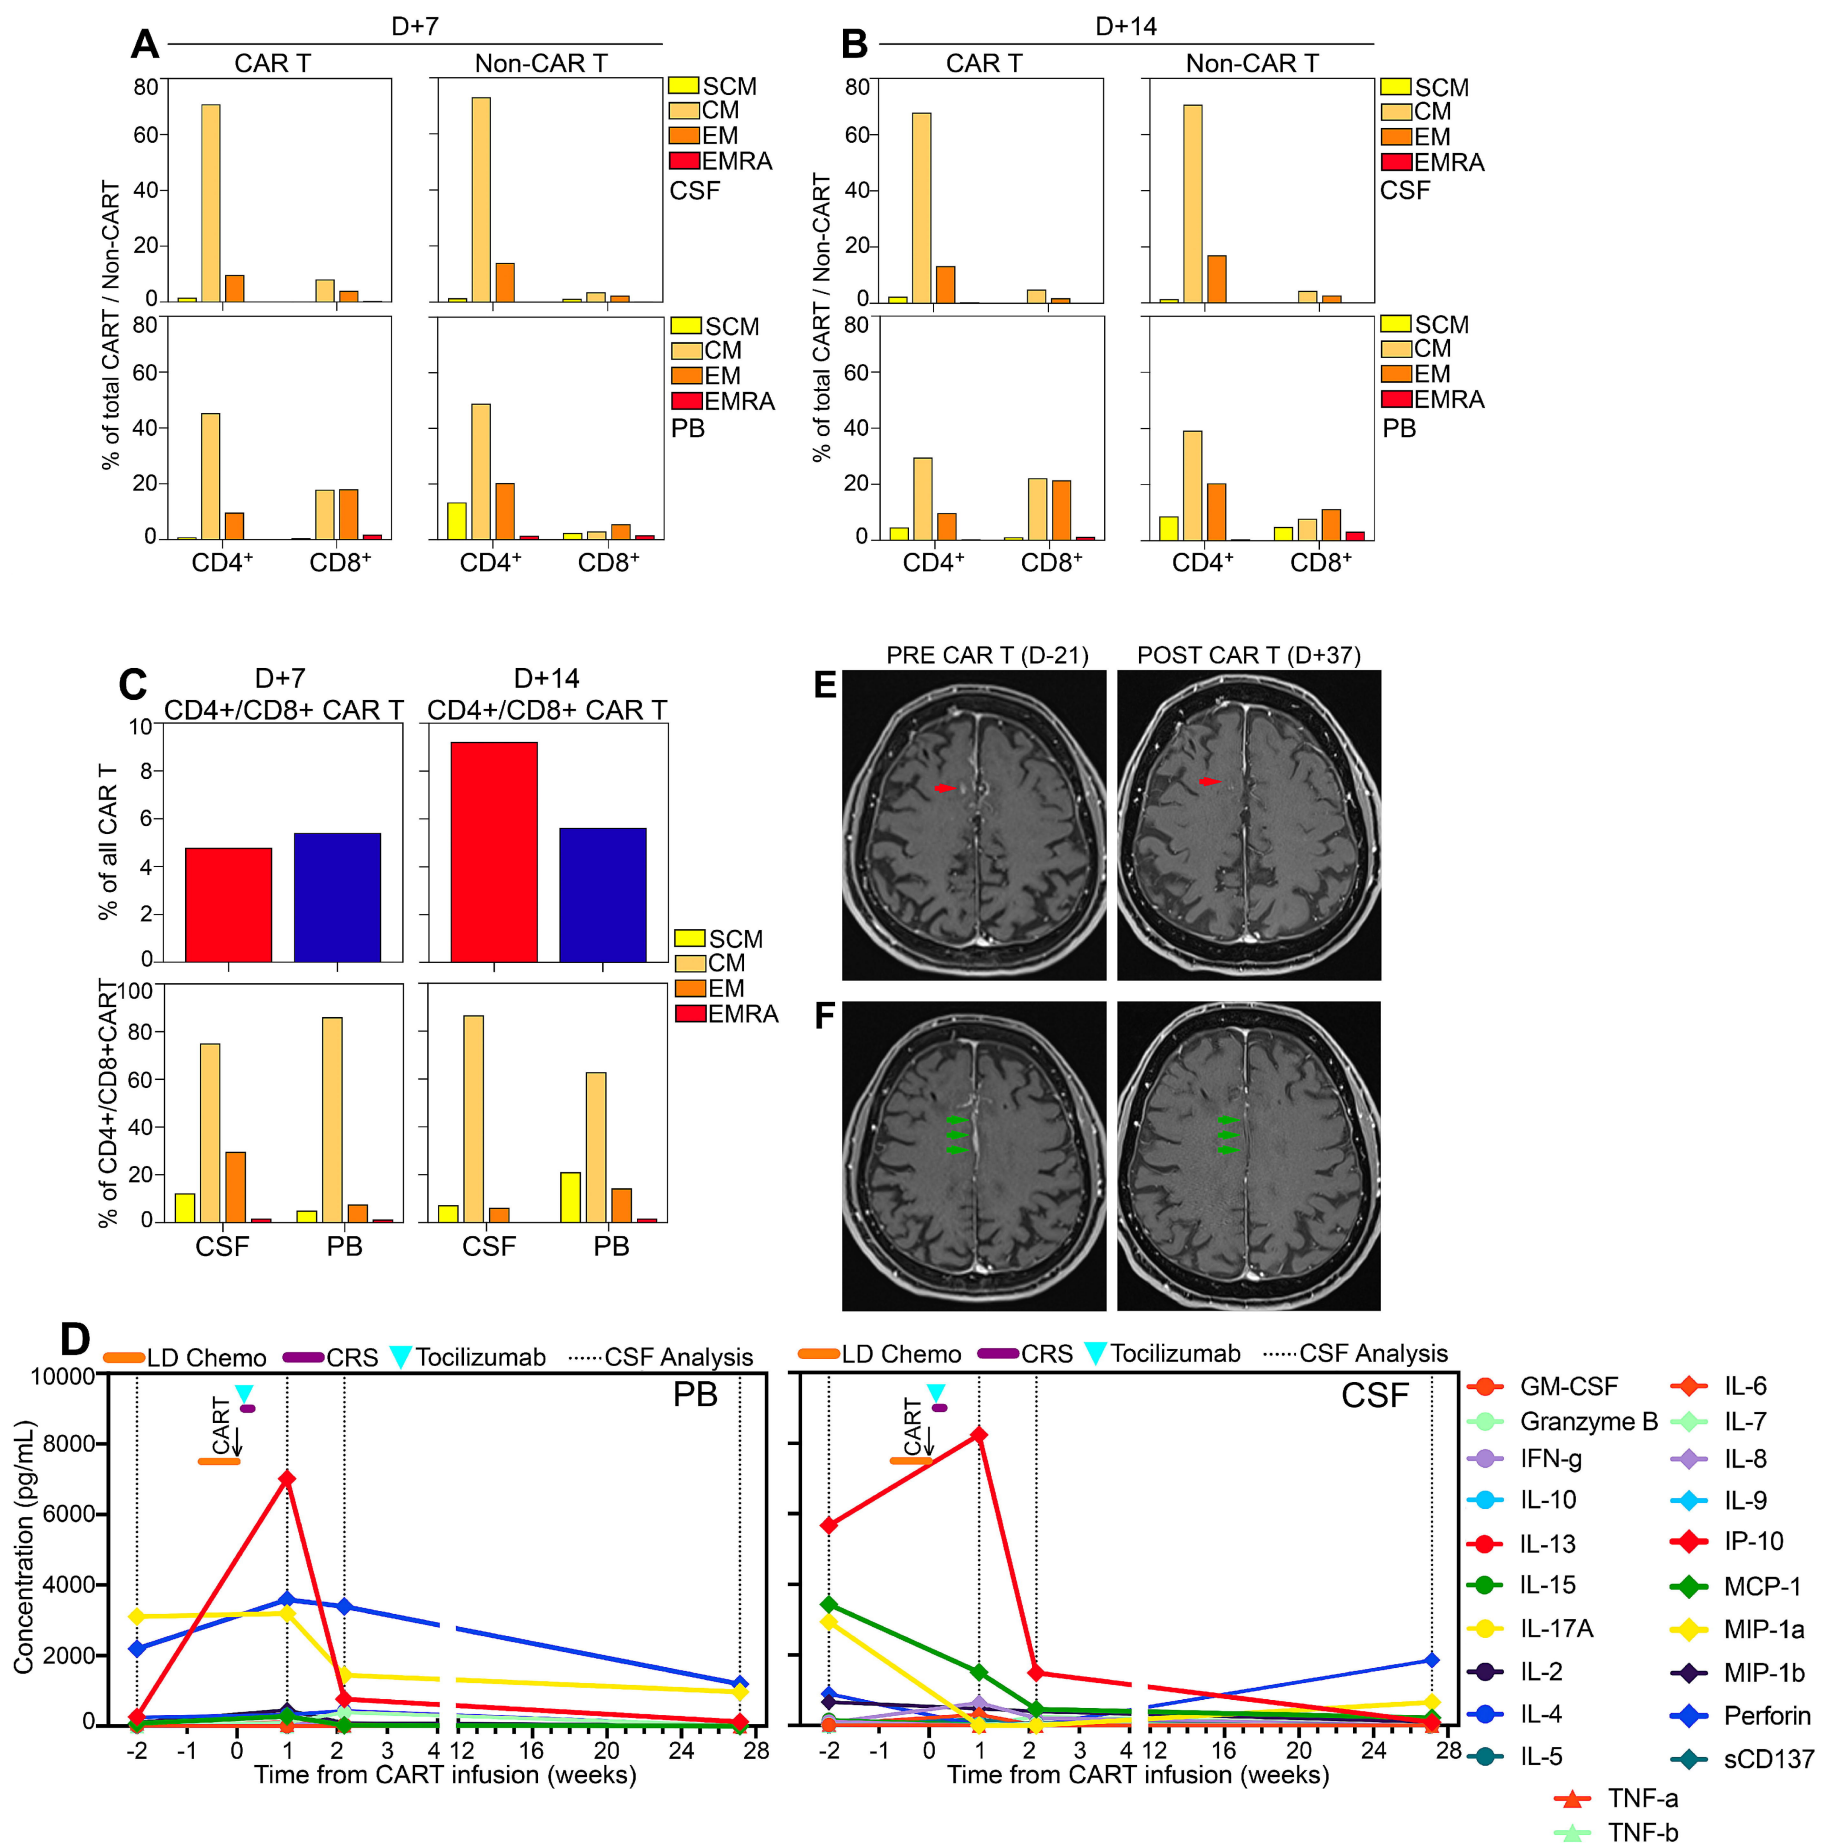 A
D+7
CAR T
Non-CAR T
80
60
40
20
0
SCM
CM
EM
EMRA
CSF
80
60
40
20
0
SCM
CM
EM
EMRA
PB
% of total CART / Non-CART
CD4+
CD8+
CD4+
CD8+
B
D+14
CAR T
Non-CAR T
80
60
40
20
0
SCM
CM
EM
EMRA
CSF
80
60
40
20
0
SCM
CM
EM
EMRA
PB
% of total CART / Non-CART
CD4+
CD8+
CD4+
CD8+
C
D+7
CD4+/CD8+ CAR T
D+14
CD4+/CD8+ CAR T
% of all CAR T
10
8
6
4
2
0
% of CD4+/CD8+CART
100
80
60
40
20
0
SCM
CM
EM
EMRA
CSF
PB
CSF
PB
E
PRE CAR T (D-21)
POST CAR T (D+37)
F
D
LD Chemo
CRS
Tocilizumab
CSF Analysis
PB
CART
Concentration (pg/mL)
10000
8000
6000
4000
2000
0
-2 -1 0 1 2 3 4 12 16 20 24 28
Time from CART infusion (weeks)
LD Chemo
CRS
Tocilizumab
CSF Analysis
CSF
CART
-2 -1 0 1 2 3 4 12 16 20 24 28
Time from CART infusion (weeks)
GM-CSF
IL-6
Granzyme B
IL-7
IFN-g
IL-8
IL-10
IL-9
IL-13
IP-10
IL-15
MCP-1
IL-17A
MIP-1a
IL-2
MIP-1b
IL-4
Perforin
IL-5
sCD137
TNF-a
TNF-b